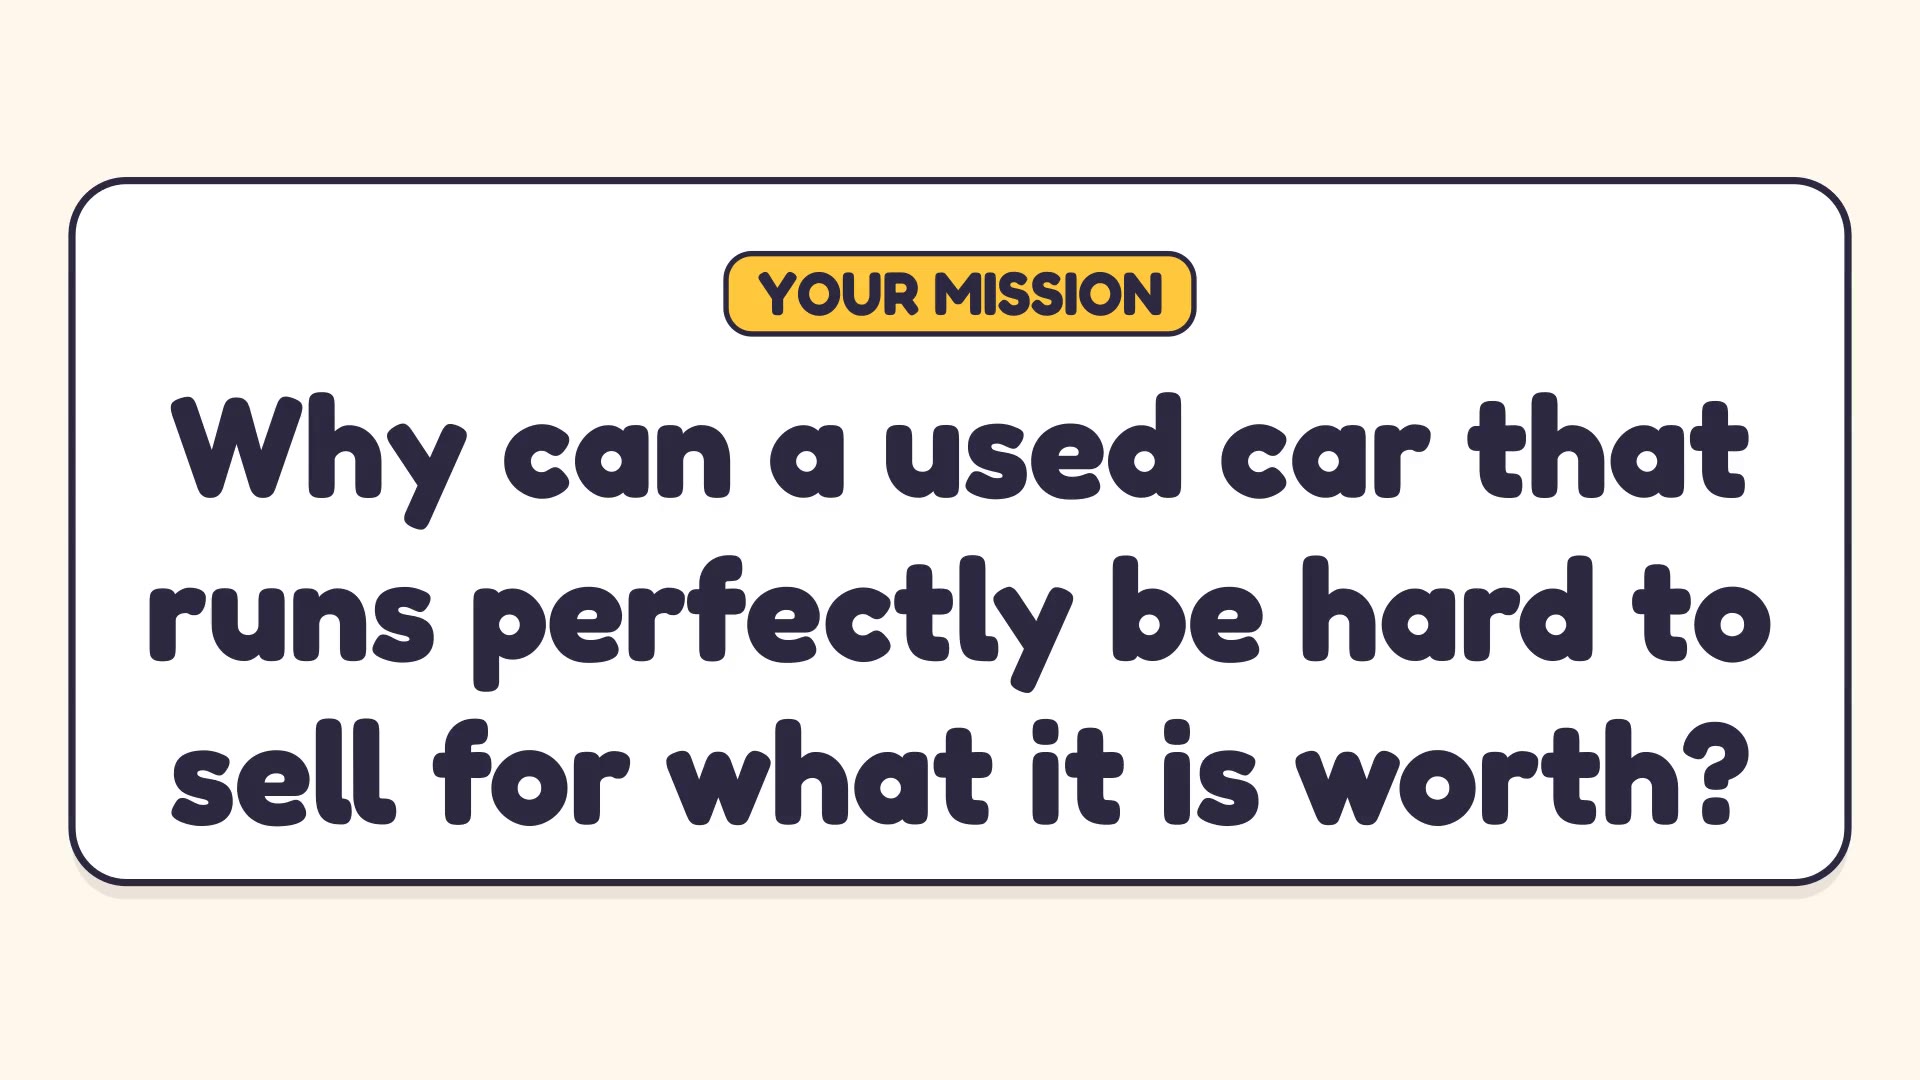 YOUR MISSION
Why can a used car that
runs perfectly be hard to
sell for what it is worth?